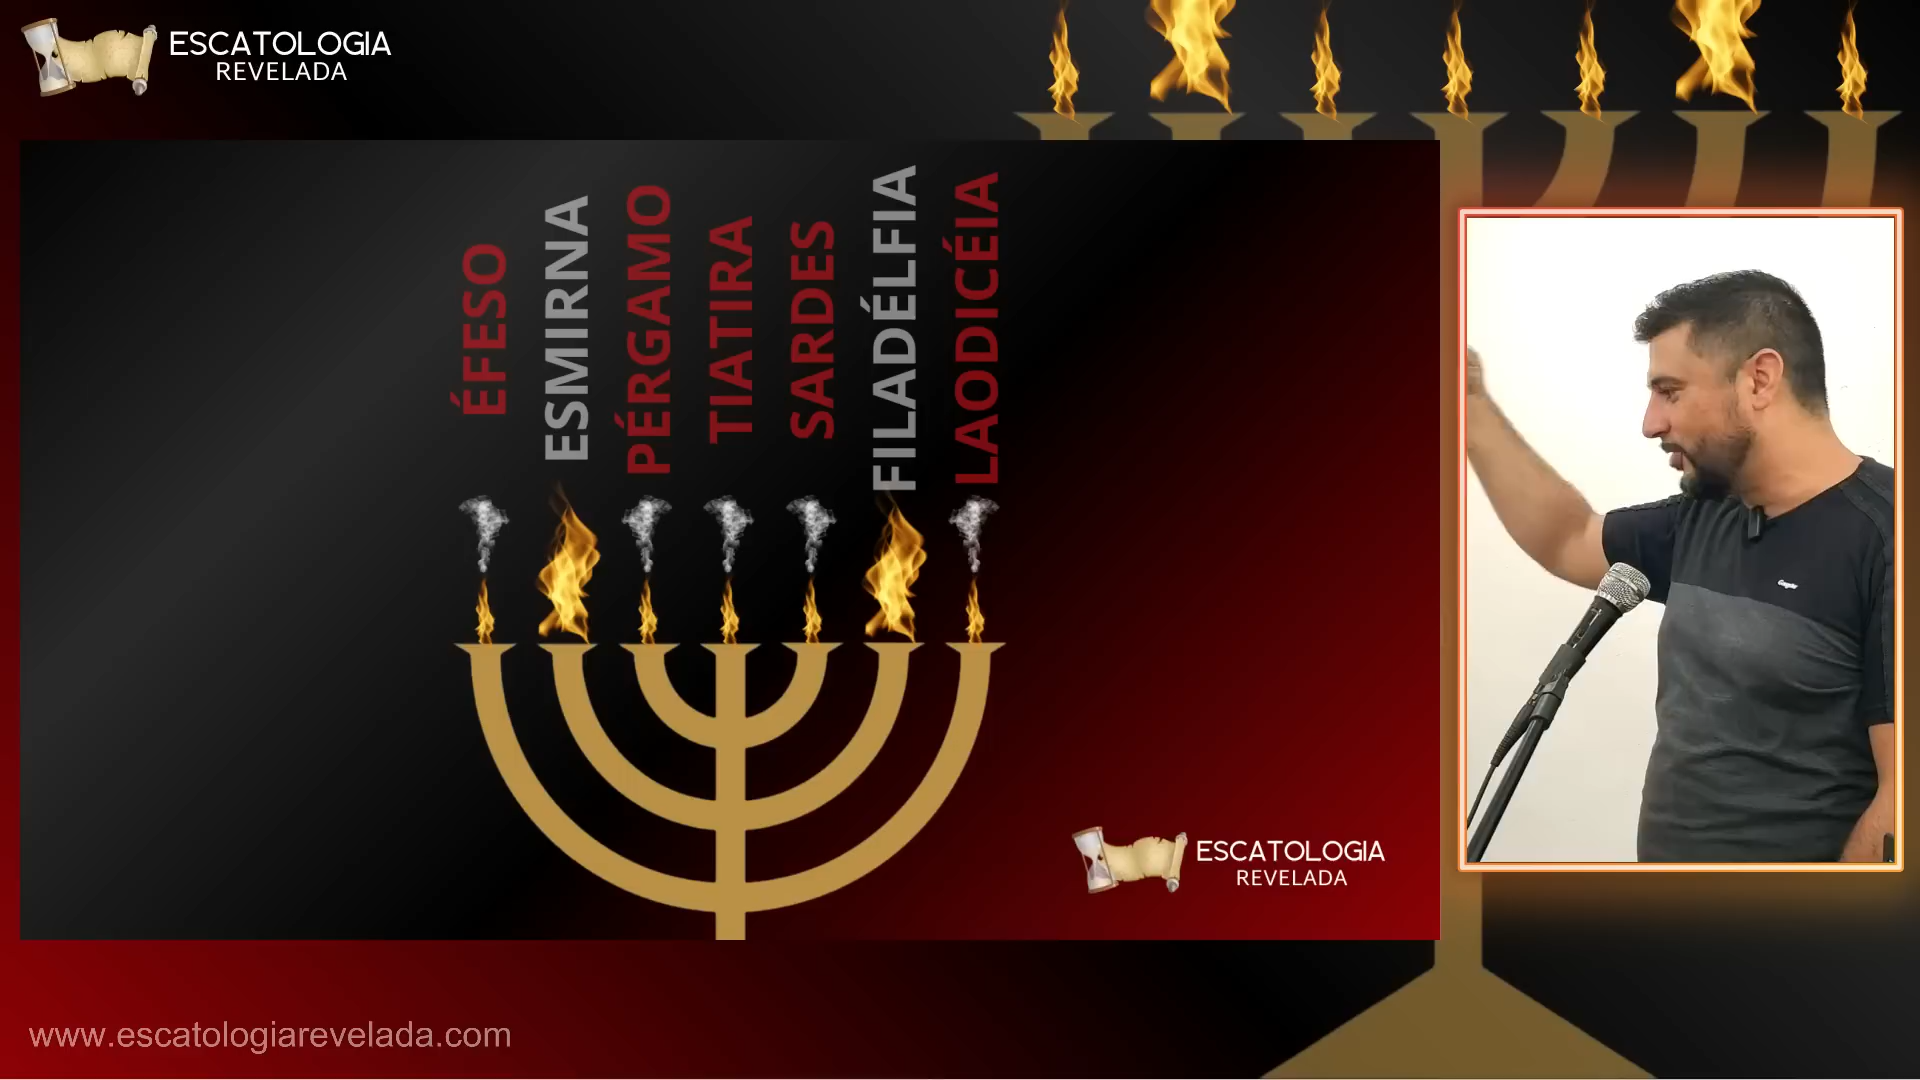 ESCATOLOGIA
REVELADA
ÉFESO
ESMIRNA
PÉRGAMO
TIATIRA
SARDES
FILADÉLFIA
LAODICÉIA
ESCATOLOGIA
REVELADA
www.escatologiarevelada.com